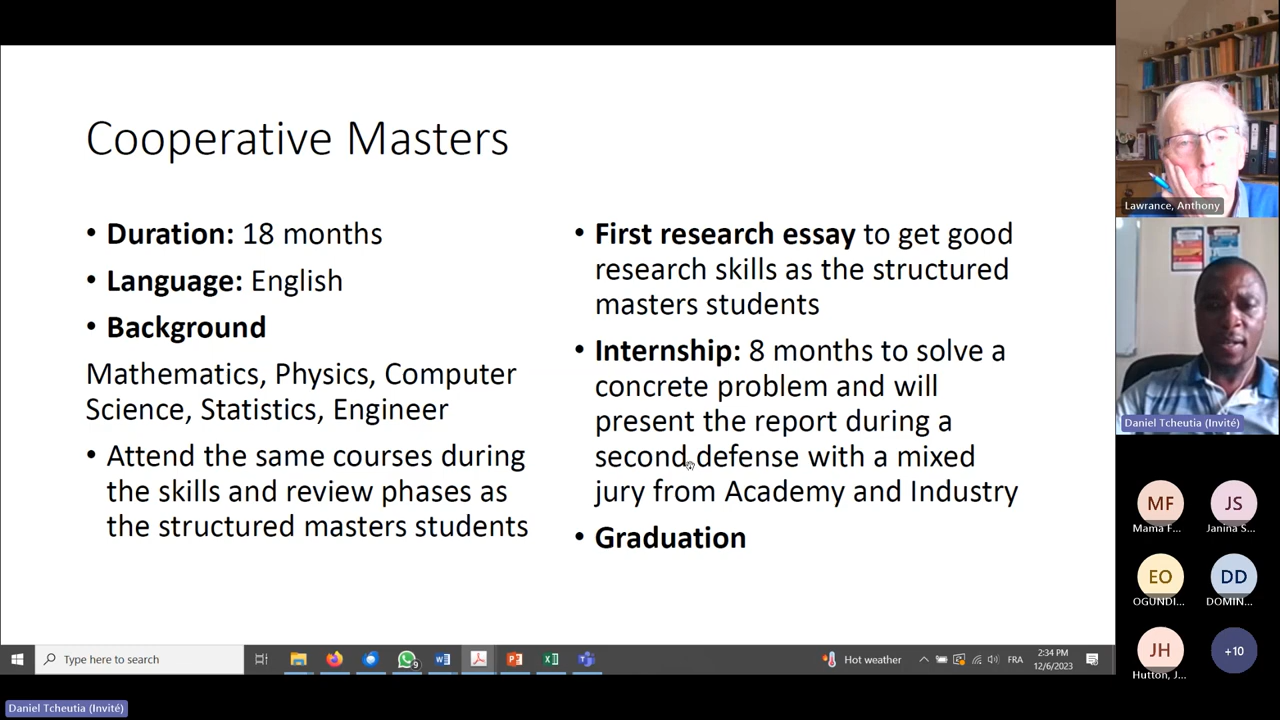 Cooperative Masters
• Duration: 18 months
• Language: English
• Background
Mathematics, Physics, Computer
Science, Statistics, Engineer
• Attend the same courses during
the skills and review phases as
the structured masters students
• First research essay to get good
research skills as the structured
masters students
• Internship: 8 months to solve a
concrete problem and will
present the report during a
second defense with a mixed
jury from Academy and Industry
• Graduation
Lawrance, Anthony
Daniel Tcheutia (Invité)
MF
JS
Mama F...
Janina S...
EO
DD
OGUNDI...
DOMIN...
JH
+10
Hutton, J...
Type here to search
9
Hot weather
FRA
2:34 PM
12/6/2023
Daniel Tcheutia (Invité)